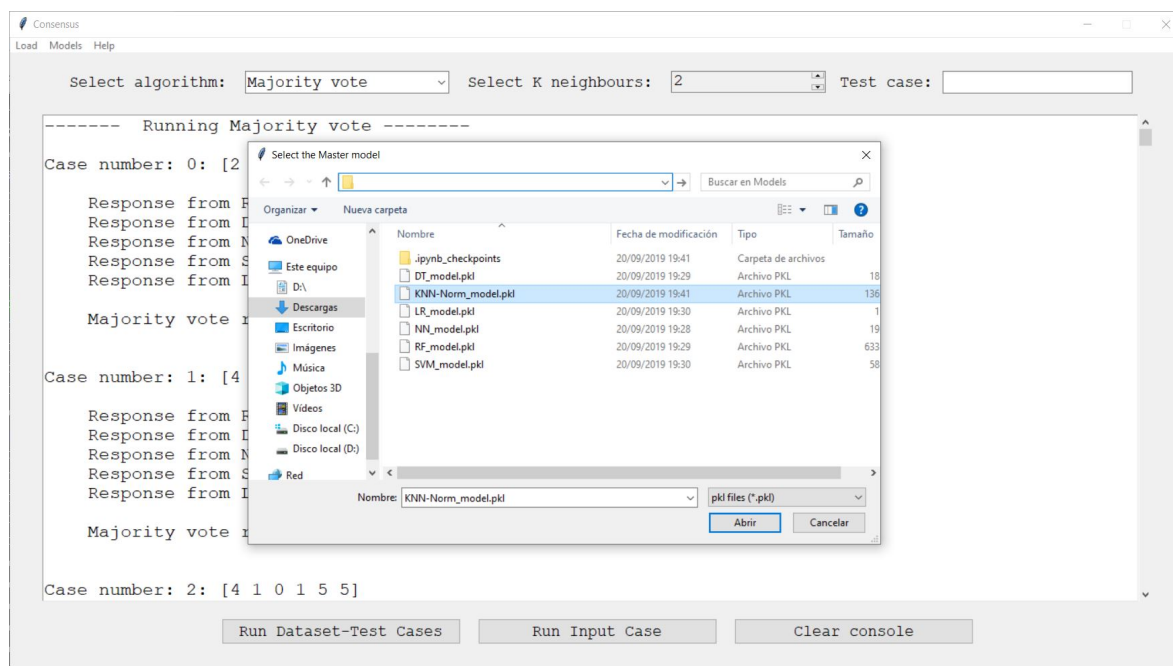 Consensus
Load Models Help
Select algorithm: Majority vote Select K neighbours: 2 Test case:
------- Running Majority vote --------
Case number: 0: [2
Response from
Response from
Response from
Response from
Response from
Majority vote
Case number: 1: [4
Response from
Response from
Response from
Response from
Response from
Majority vote
Case number: 2: [4 1 0 1 5 5]
Select the Master model
Buscar en Models
Organizar Nueva carpeta
OneDrive
Este equipo
D:\
Descargas
Escritorio
Imágenes
Música
Objetos 3D
Vídeos
Disco local (C:)
Disco local (D:)
Red
Nombre Fecha de modificación Tipo Tamaño
.ipynb_checkpoints 20/09/2019 19:41 Carpeta de archivos
DT_model.pkl 20/09/2019 19:29 Archivo PKL 18
KNN-Norm_model.pkl 20/09/2019 19:41 Archivo PKL 136
LR_model.pkl 20/09/2019 19:30 Archivo PKL 1
NN_model.pkl 20/09/2019 19:28 Archivo PKL 19
RF_model.pkl 20/09/2019 19:29 Archivo PKL 633
SVM_model.pkl 20/09/2019 19:30 Archivo PKL 58
Nombre: KNN-Norm_model.pkl pkl files (*.pkl)
Abrir Cancelar
Run Dataset-Test Cases Run Input Case Clear console